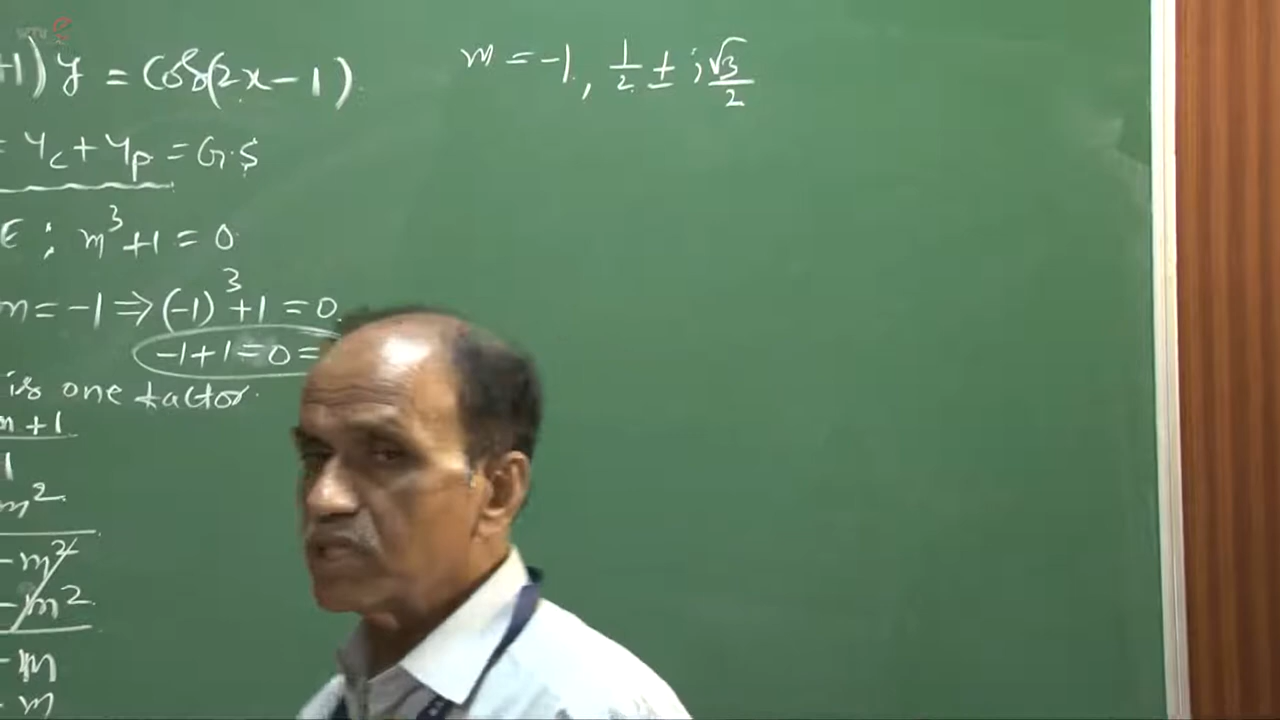 +1) y = Cos(2x-1)
= y_c + y_p = G.S
E : m³+1 = 0
m = -1 ⇒ (-1)³+1 = 0
-1+1=0=
is one factor.
m+1
1
m²
-m²
-m²
-m
-m
m = -1, 1/2 ± i √3/2